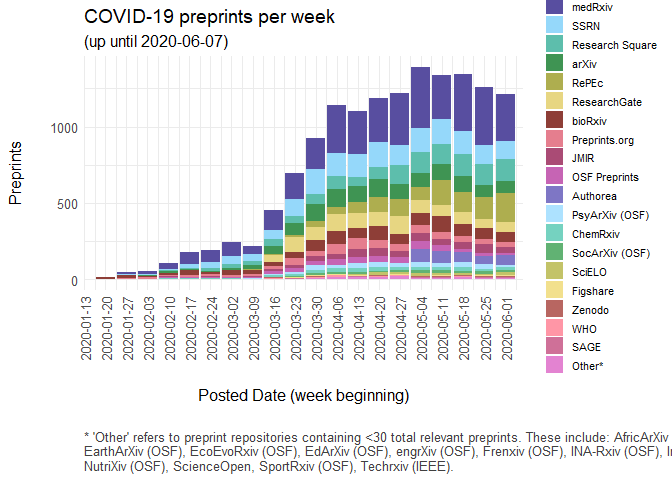 COVID-19 preprints per week
(up until 2020-06-07)
Preprints
1000
500
0
2020-01-13
2020-01-20
2020-01-27
2020-02-03
2020-02-10
2020-02-17
2020-02-24
2020-03-02
2020-03-09
2020-03-16
2020-03-23
2020-03-30
2020-04-06
2020-04-13
2020-04-20
2020-04-27
2020-05-04
2020-05-11
2020-05-18
2020-05-25
2020-06-01
Posted Date (week beginning)
medRxiv
SSRN
Research Square
arXiv
RePEc
ResearchGate
bioRxiv
Preprints.org
JMIR
OSF Preprints
Authorea
PsyArXiv (OSF)
ChemRxiv
SocArXiv (OSF)
SciELO
Figshare
Zenodo
WHO
SAGE
Other*
* 'Other' refers to preprint repositories containing <30 total relevant preprints. These include: AfricArXiv
EarthArXiv (OSF), EcoEvoRxiv (OSF), EdArXiv (OSF), engrXiv (OSF), Frenxiv (OSF), INA-Rxiv (OSF),
NutriXiv (OSF), ScienceOpen, SportRxiv (OSF), Techrxiv (IEEE).